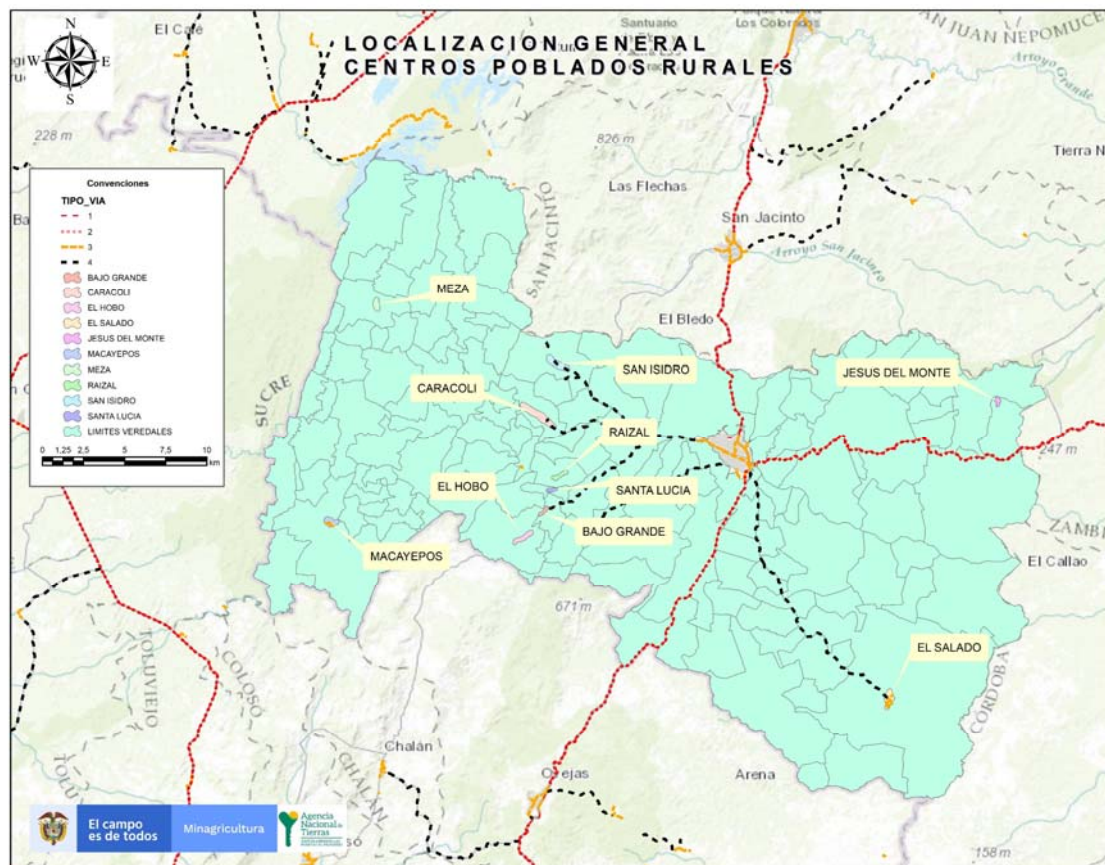 LOCALIZACION GENERAL
CENTROS POBLADOS RURALES
N
W
E
S
El Café
Santuario
Los Colorados
SAN JUAN NEPOMUCE
Arroyo Grande
228 m
826 m
Tierra N
Las Flechas
SAN JACINTO
San Jacinto
Arroyo San Jacinto
El Bledo
Convenciones
TIPO_VIA
1
2
3
4
BAJO GRANDE
CARACOLI
EL HOBO
EL SALADO
JESUS DEL MONTE
MACAYEPOS
MEZA
RAIZAL
SAN ISIDRO
SANTA LUCIA
LIMITES VEREDALES
0 1,25 2,5 5 7,5 10
km
SUCRE
MEZA
SAN ISIDRO
JESUS DEL MONTE
CARACOLI
RAIZAL
247 m
EL HOBO
SANTA LUCIA
BAJO GRANDE
MACAYEPOS
El Callao
671 m
EL SALADO
CÓRDOBA
TOLUVIEJO
COLOSÓ
CHALÁN
Chalán
TOLÚ
Ovejas
Arena
158 m
El campo
es de todos
Minagricultura
Agencia
Nacional de
Tierras